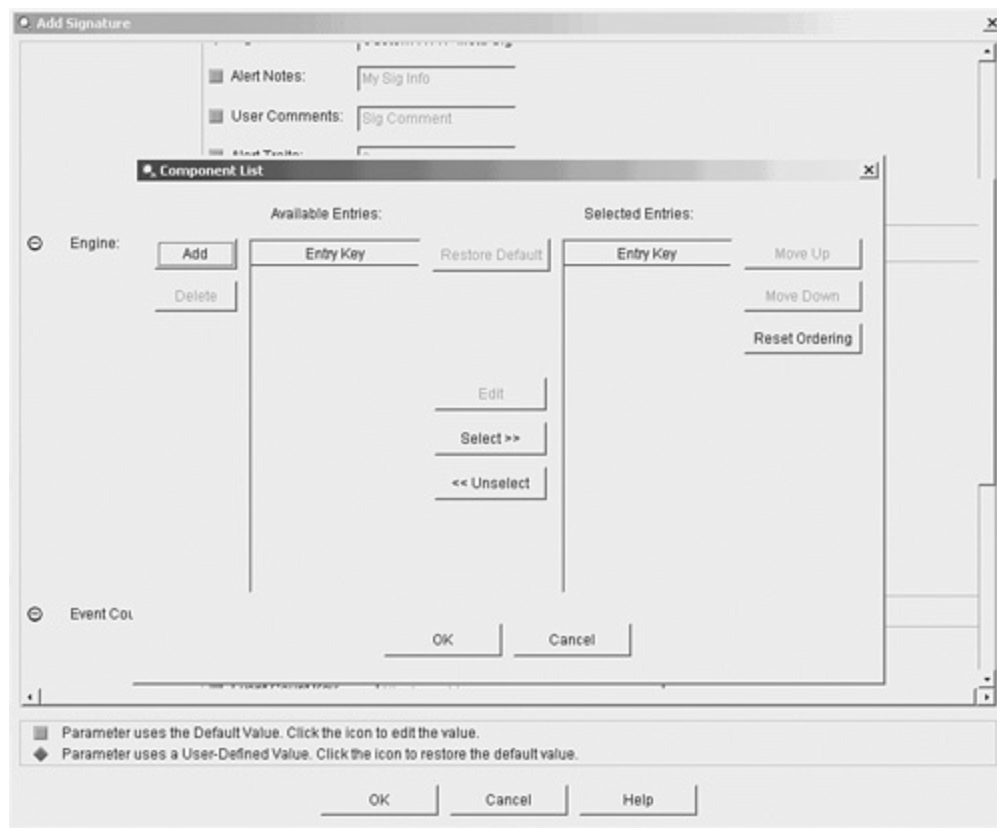 Add Signature
Alert Notes: My Sig Info
User Comments: Sig Comment
Component List
Available Entries: Selected Entries:
Engine: Add Entry Key Restore Default Entry Key Move Up
Delete Move Down
Reset Ordering
Edit
Select >>
<< Unselect
Event Cou
OK Cancel
Parameter uses the Default Value. Click the icon to edit the value.
Parameter uses a User-Defined Value. Click the icon to restore the default value.
OK Cancel Help